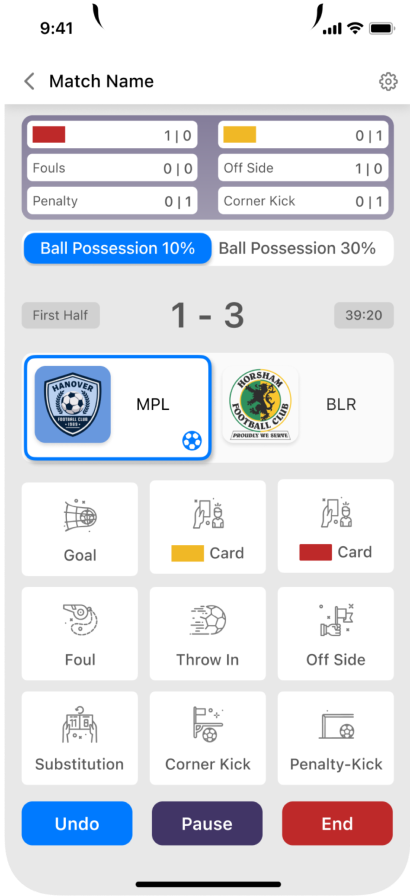 9:41
Match Name
1 | 0
0 | 1
Fouls 0 | 0
Off Side 1 | 0
Penalty 0 | 1
Corner Kick 0 | 1
Ball Possession 10% Ball Possession 30%
First Half 1 - 3 39:20
HANOVER
FOOTBALL CLUB
MPL
HORSHAM
FOOTBALL CLUB
PROUDLY WE SERVE
BLR
Goal
Card
Card
Foul
Throw In
Off Side
11 8
Substitution
Corner Kick
Penalty-Kick
Undo Pause End